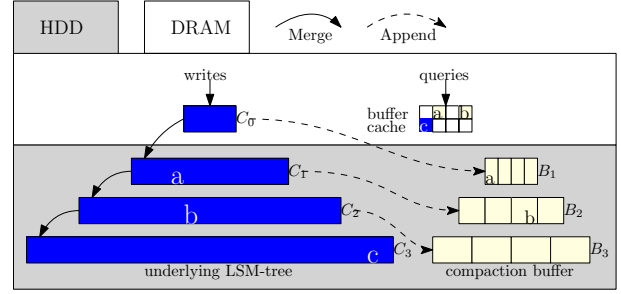 HDD
DRAM
Merge
Append
writes
queries
buffer
cache
a
b
c
C0
C1
a
a
B1
C2
b
b
B2
C3
c
B3
underlying LSM-tree
compaction buffer